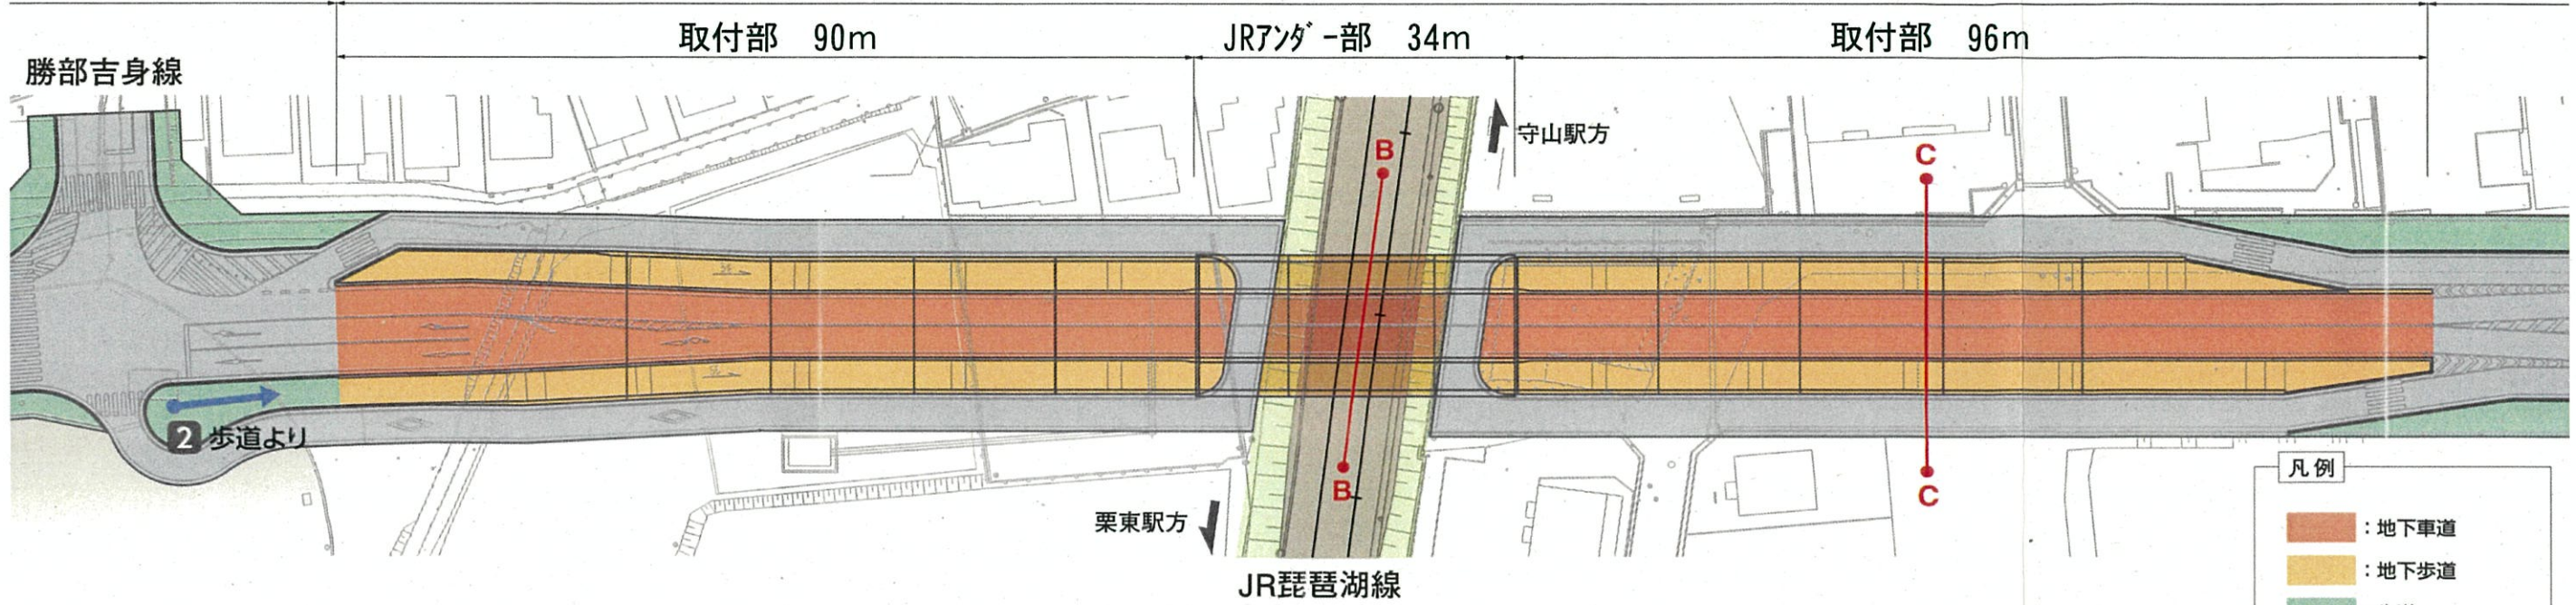 取付部　90m
JRｱﾝﾀﾞｰ部　34m
取付部　96m
勝部吉身線
守山駅方
B
C
2 歩道より
B
C
栗東駅方
JR琵琶湖線
凡例
：地下車道
：地下歩道